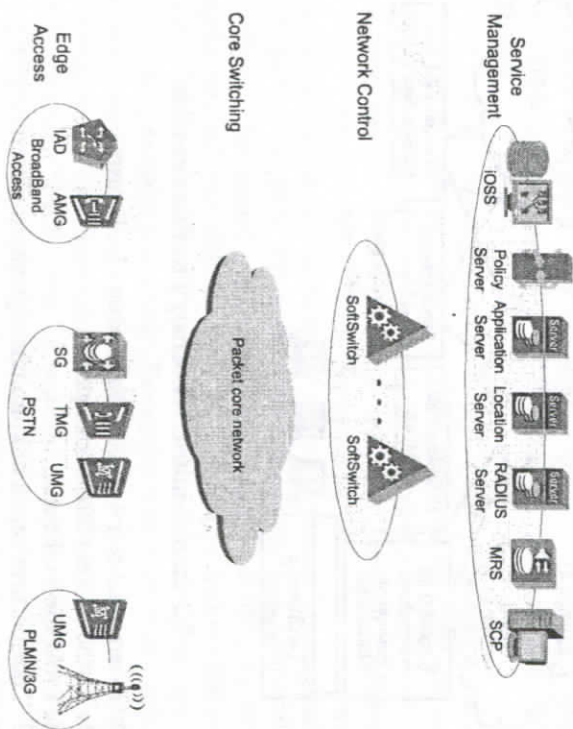 Service
Management
iOSS
Policy
Server
Application
Server
Server
Location
Server
Server
RADIUS
Server
Server
MRS
SCP
Network Control
SoftSwitch
SoftSwitch
Core Switching
Packet core network
Edge
Access
IAD
AMG
BroadBand
Access
SG
TMG
UMG
PSTN
UMG
PLMN/3G